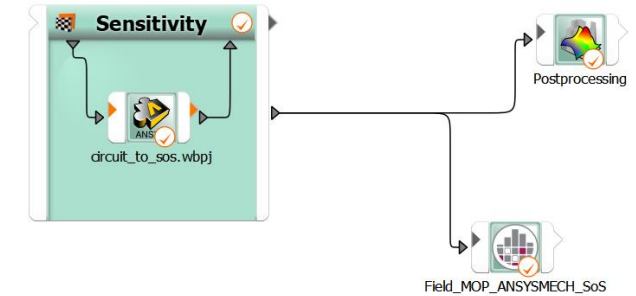 Sensitivity
Postprocessing
ANSYS
circuit_to_sos.wbpj
Field_MOP_ANSYSMECH_SoS